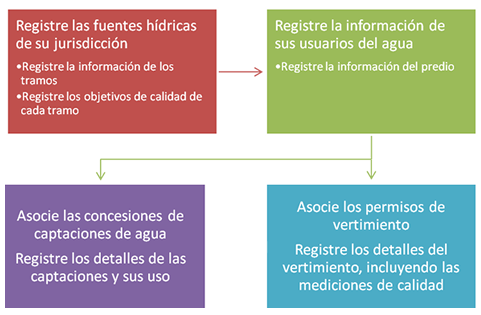 Registre las fuentes hídricas
de su jurisdicción
•Registre la información de los
tramos
•Registre los objetivos de calidad de
cada tramo
Registre la información de
sus usuarios del agua
•Registre la información del predio
Asocie las concesiones de
captaciones de agua
Registre los detalles de las
captaciones y sus uso
Asocie los permisos de
vertimiento
Registre los detalles del
vertimiento, incluyendo las
mediciones de calidad